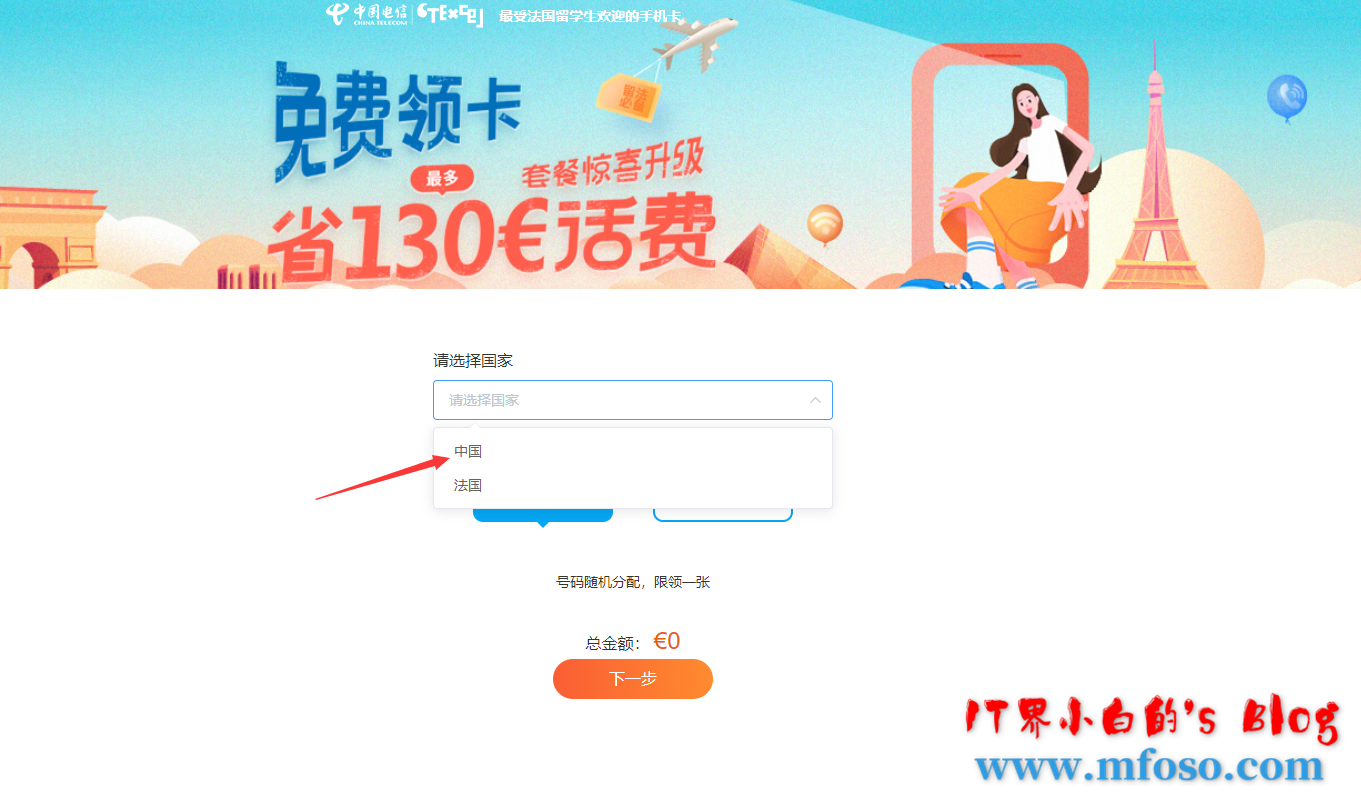 中国电信 CTExcel 最受法国留学生欢迎的手机卡
CHINA TELECOM
留法
必备
免费领卡
最多
套餐惊喜升级
省130€话费
请选择国家
请选择国家
中国
法国
号码随机分配，限领一张
总金额： €0
下一步
IT界小白的's Blog
www.mfoso.com